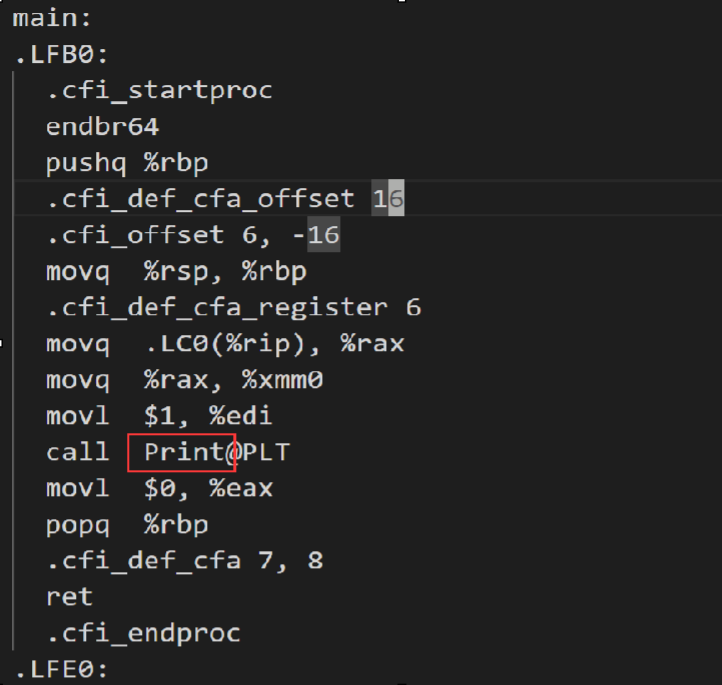 main:
.LFB0:
.cfi_startproc
endbr64
pushq %rbp
.cfi_def_cfa_offset 16
.cfi_offset 6, -16
movq %rsp, %rbp
.cfi_def_cfa_register 6
movq .LC0(%rip), %rax
movq %rax, %xmm0
movl $1, %edi
call Print@PLT
movl $0, %eax
popq %rbp
.cfi_def_cfa 7, 8
ret
.cfi_endproc
.LFE0: